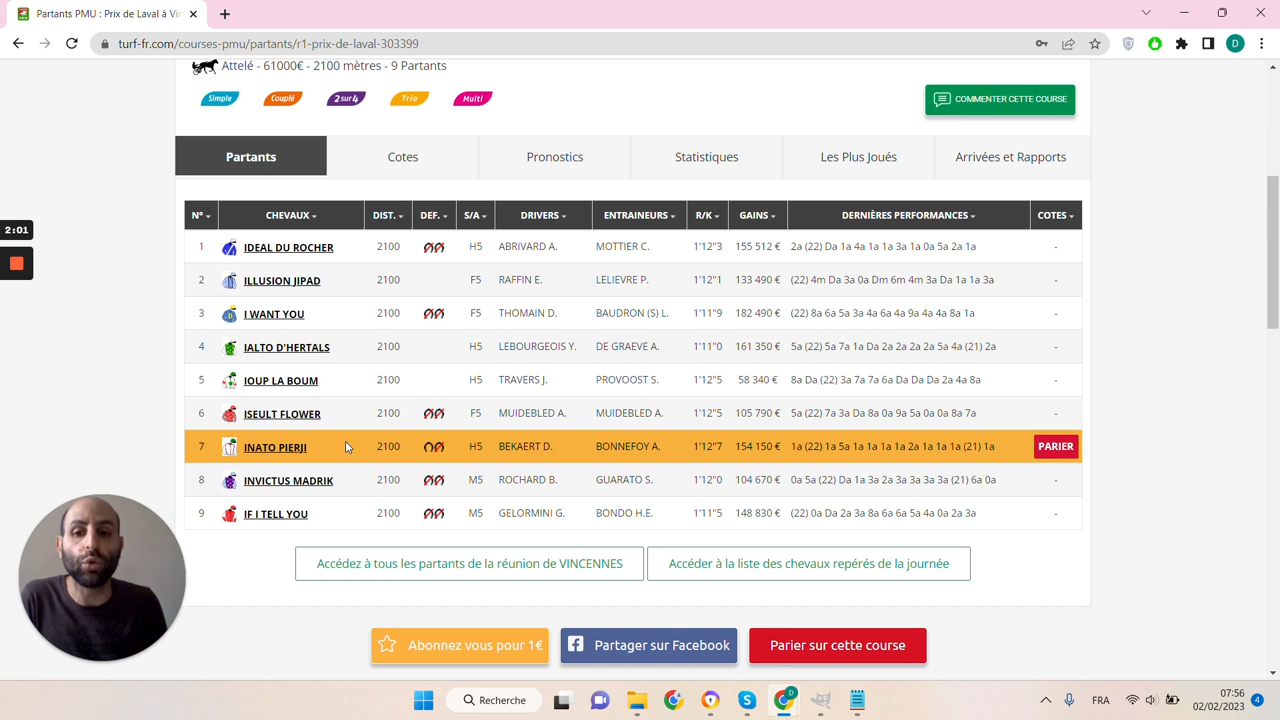 Partants PMU : Prix de Laval à Vin
turf-fr.com/courses-pmu/partants/r1-prix-de-laval-303399
D
Attelé - 61000€ - 2100 mètres - 9 Partants
Simple Couplé 2sur4 Trio Multi
COMMENTER CETTE COURSE
Partants Cotes Pronostics Statistiques Les Plus Joués Arrivées et Rapports
N° CHEVAUX DIST. DEF. S/A DRIVERS ENTRAINEURS R/K GAINS DERNIÈRES PERFORMANCES COTES
1 IDEAL DU ROCHER 2100 H5 ABRIVARD A. MOTTIER C. 1'12"3 155 512 € 2a (22) Da 1a 4a 1a 1a 3a 1a 0a 5a 2a 1a -
2 ILLUSION JIPAD 2100 F5 RAFFIN E. LELIEVRE P. 1'12"1 133 490 € (22) 4m Da 3a 0a Dm 6m 4m 3a Da 1a 1a 3a -
3 I WANT YOU 2100 F5 THOMAIN D. BAUDRON (S) L. 1'11"9 182 490 € (22) 8a 6a 5a 3a 4a 6a 4a 9a 4a 4a 8a 1a -
4 IALTO D'HERTALS 2100 H5 LEBOURGEOIS Y. DE GRAEVE A. 1'11"0 161 350 € 5a (22) 5a 7a 1a Da 2a 2a 2a 2a 5a 4a (21) 2a -
5 IOUP LA BOUM 2100 H5 TRAVERS J. PROVOOST S. 1'12"5 58 340 € 8a Da (22) 3a 7a 7a 6a Da Da Da 2a 4a 8a -
6 ISEULT FLOWER 2100 F5 MUIDEBLED A. MUIDEBLED A. 1'12"5 105 790 € 5a (22) 7a 3a Da 8a 0a 9a 5a 0a 0a 8a 7a -
7 INATO PIERJI 2100 H5 BEKAERT D. BONNEFOY A. 1'12"7 154 150 € 1a (22) 1a 5a 1a 1a 1a 1a 2a 1a 1a 1a (21) 1a PARIER
8 INVICTUS MADRIK 2100 M5 ROCHARD B. GUARATO S. 1'12"0 104 670 € 0a 5a (22) Da 1a 3a 2a 3a 3a 3a 3a (21) 6a 0a -
9 IF I TELL YOU 2100 M5 GELORMINI G. BONDO H.E. 1'11"5 148 830 € (22) 0a Da 2a 3a 8a 6a 6a 5a 4a 0a 2a 3a -
2:01
Accédez à tous les partants de la réunion de VINCENNES Accéder à la liste des chevaux repérés de la journée
Abonnez vous pour 1€ Partager sur Facebook Parier sur cette course
Recherche
D
FRA
07:56
02/02/2023
4